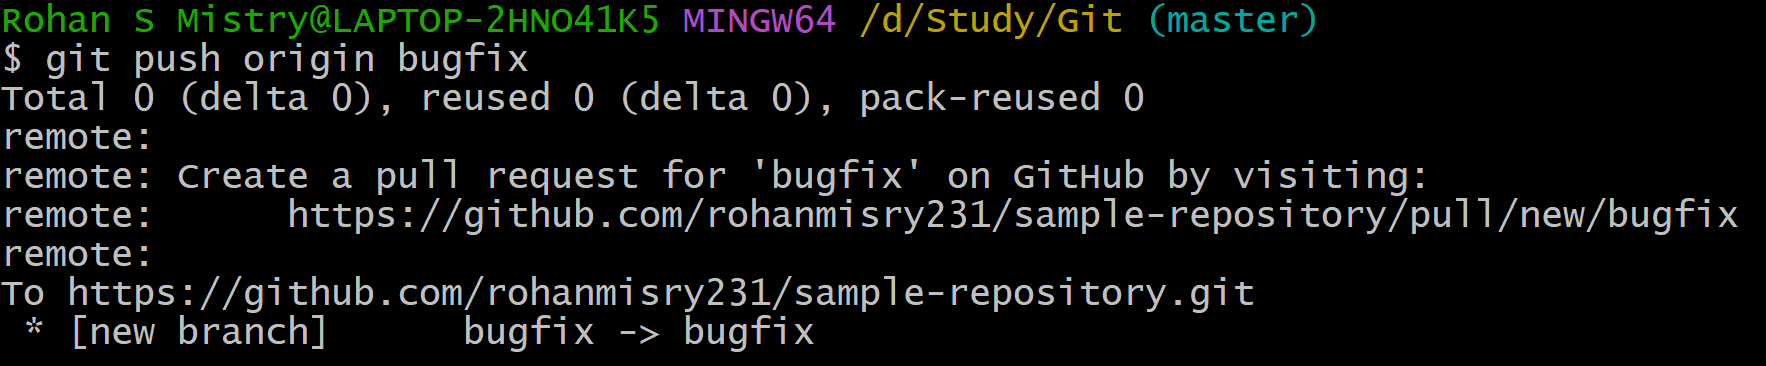 Rohan S Mistry@LAPTOP-2HNO41K5 MINGW64 /d/Study/Git (master)
$ git push origin bugfix
Total 0 (delta 0), reused 0 (delta 0), pack-reused 0
remote:
remote: Create a pull request for 'bugfix' on GitHub by visiting:
remote:      https://github.com/rohanmisry231/sample-repository/pull/new/bugfix
remote:
To https://github.com/rohanmisry231/sample-repository.git
 * [new branch]      bugfix -> bugfix